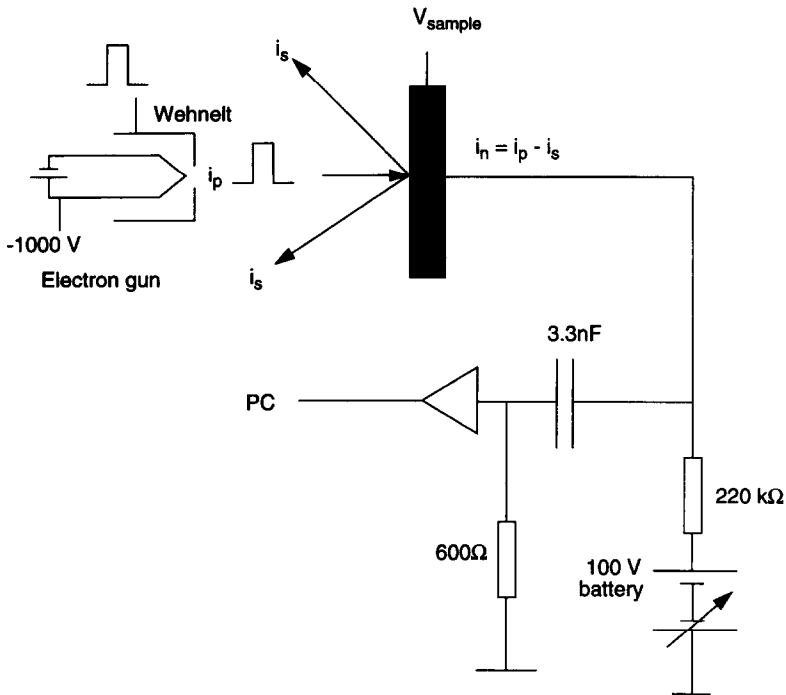 V_sample
i_s
Wehnelt
i_n = i_p - i_s
i_p
-1000 V
i_s
Electron gun
3.3nF
PC
220 kΩ
600Ω
100 V
battery